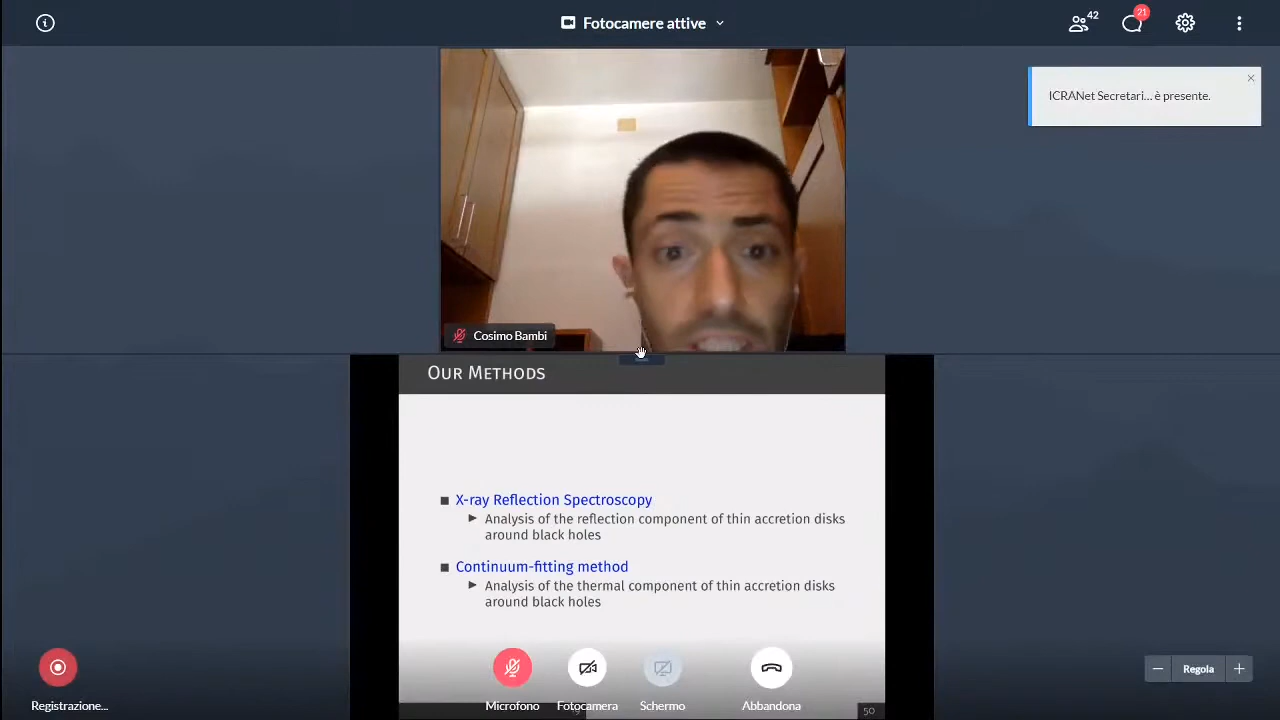 Fotocamere attive
42
21
ICRANet Secretari... è presente.
Cosimo Bambi
OUR METHODS
X-ray Reflection Spectroscopy
Analysis of the reflection component of thin accretion disks
around black holes
Continuum-fitting method
Analysis of the thermal component of thin accretion disks
around black holes
Registrazione...
Microfono
Fotocamera
Schermo
Abbandona
Regola
50